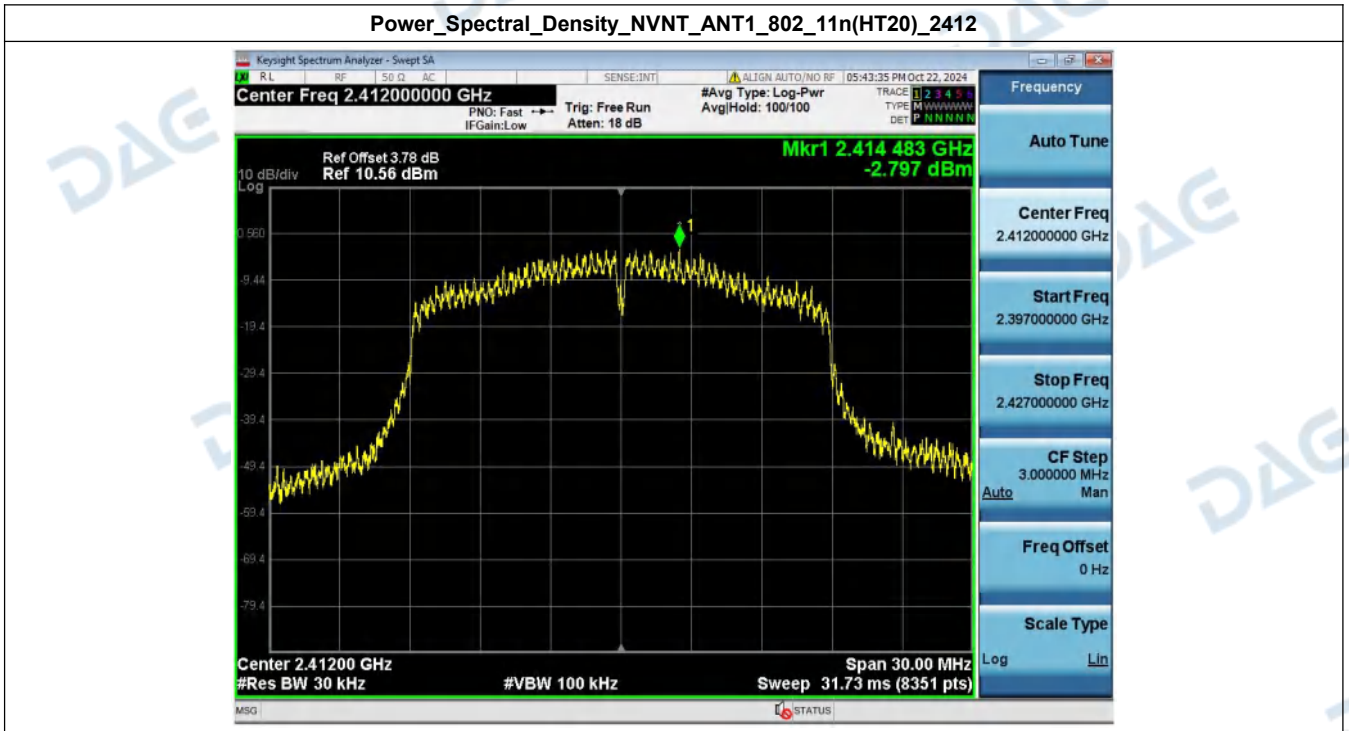 Power_Spectral_Density_NVNT_ANT1_802_11n(HT20)_2412
Keysight Spectrum Analyzer - Swept SA
LXI RL RF 50 Ω AC SENSE:INT ALIGN AUTO/NO RF 05:43:35 PM Oct 22, 2024
Center Freq 2.412000000 GHz
PNO: Fast
IFGain:Low
Trig: Free Run
Atten: 18 dB
#Avg Type: Log-Pwr
Avg|Hold: 100/100
TRACE 1 2 3 4 5 6
TYPE M WWWWW
DET P N N N N N
Mkr1 2.414 483 GHz
-2.797 dBm
Ref Offset 3.78 dB
10 dB/div Ref 10.56 dBm
Log
1
0.560
-9.44
-19.4
-29.4
-39.4
-49.4
-59.4
-69.4
-79.4
Center 2.41200 GHz Span 30.00 MHz
#Res BW 30 kHz #VBW 100 kHz Sweep 31.73 ms (8351 pts)
MSG STATUS
Frequency
Auto Tune
Center Freq
2.412000000 GHz
Start Freq
2.397000000 GHz
Stop Freq
2.427000000 GHz
CF Step
3.000000 MHz
Auto Man
Freq Offset
0 Hz
Scale Type
Log Lin
DAG
DAG
DAG